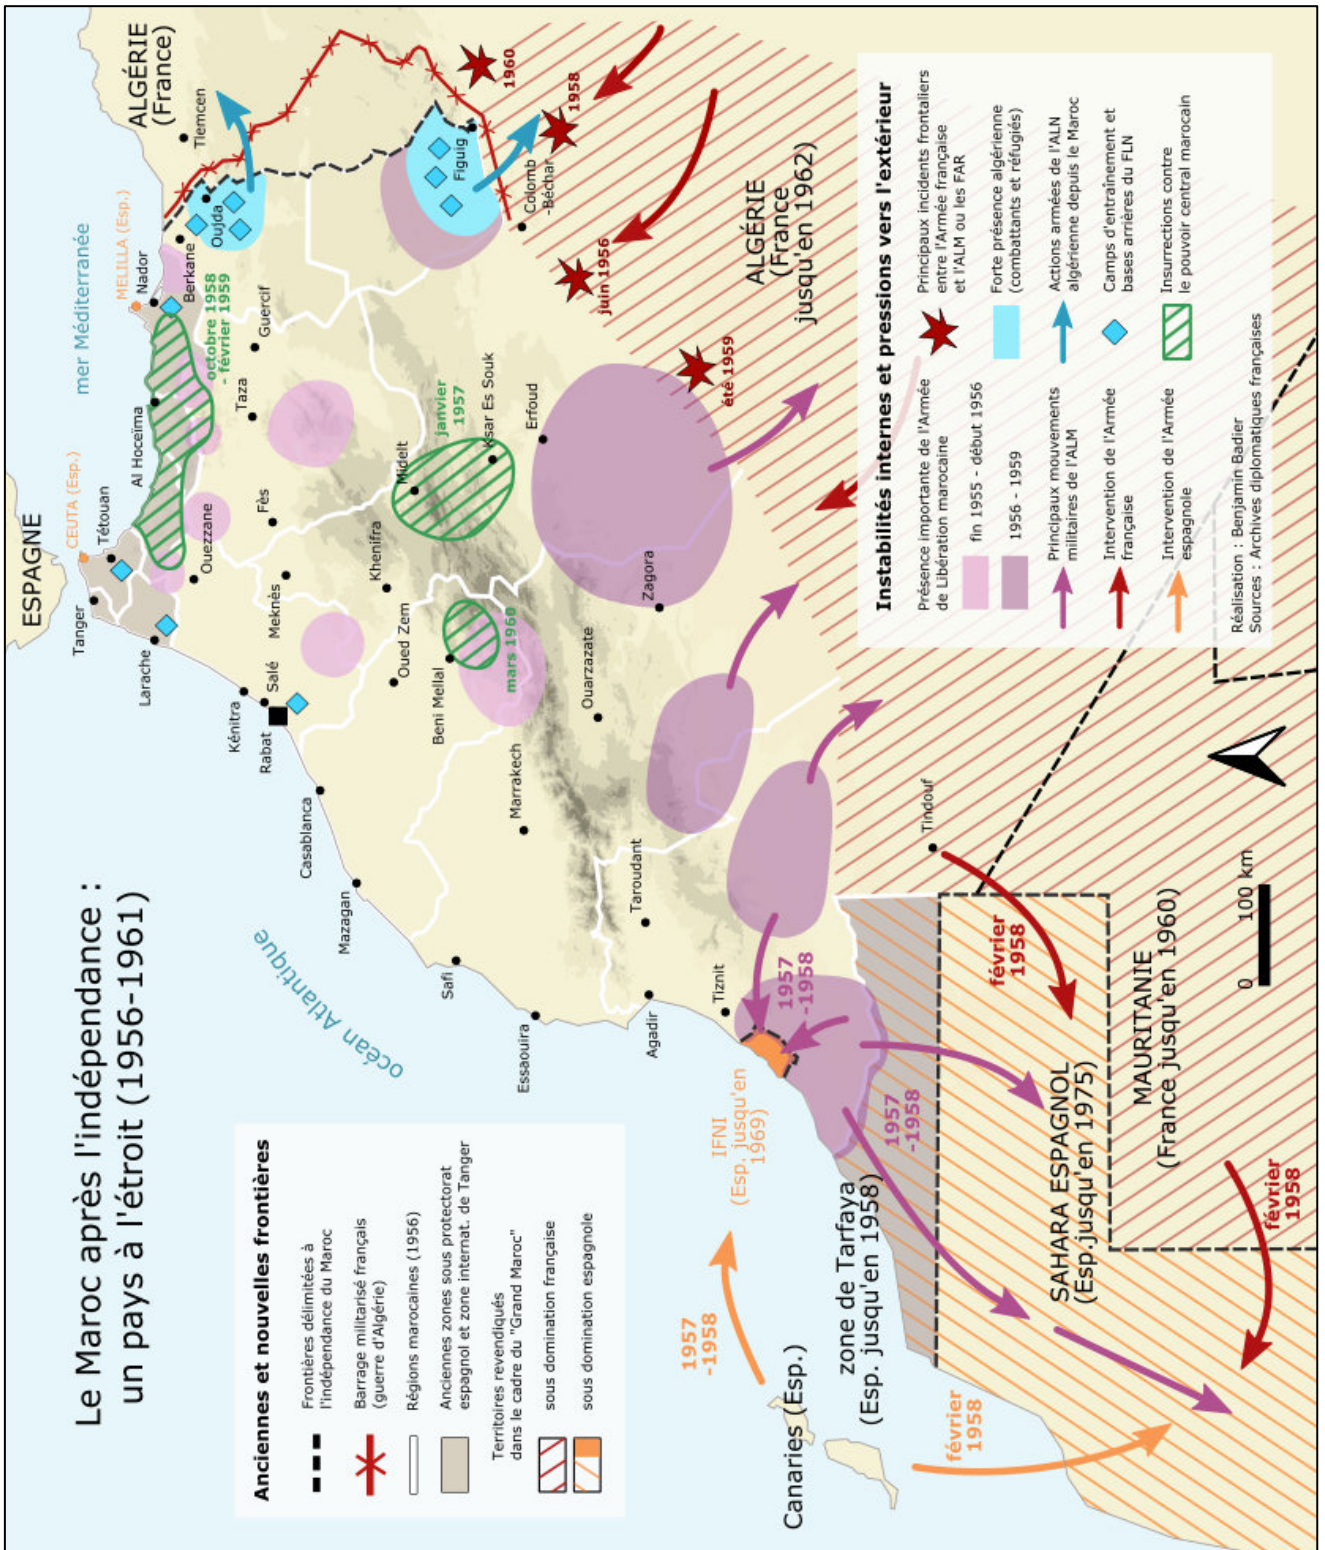 Le Maroc après l'indépendance :
un pays à l'étroit (1956-1961)
Anciennes et nouvelles frontières
Frontières délimitées à
l'indépendance du Maroc
Barrage militarisé français
(guerre d'Algérie)
Régions marocaines (1956)
Anciennes zones sous protectorat
espagnol et zone internat. de Tanger
Territoires revendiqués
dans le cadre du "Grand Maroc"
sous domination française
sous domination espagnole
océan Atlantique
mer Méditerranée
ESPAGNE
CEUTA (Esp.)
MELILLA (Esp.)
Tanger
Tétouan
Larache
Al Hoceïma
Nador
Berkane
Oujda
Tlemcen
ALGÉRIE
(France)
octobre 1958
- février 1959
Ouezzane
Kénitra
Salé
Rabat
Meknès
Fès
Taza
Guercif
Casablanca
Mazagan
Khenifra
Oued Zem
Midelt
janvier
1957
Ksar Es Souk
Erfoud
Figuig
1960
1958
Colomb
-Béchar
juin 1956
été 1959
Beni Mellal
mars 1960
Safi
Marrakech
Essaouira
Ouarzazate
Zagora
Taroudant
Agadir
Tiznit
ALGÉRIE
(France
jusqu'en 1962)
IFNI
(Esp. jusqu'en
1969)
1957
-1958
1957
-1958
1957
-1958
Canaries (Esp.)
zone de Tarfaya
(Esp. jusqu'en 1958)
Tindouf
février
1958
février
1958
février
1958
SAHARA ESPAGNOL
(Esp.jusqu'en 1975)
MAURITANIE
(France jusqu'en 1960)
0 100 km
Instabilités internes et pressions vers l'extérieur
Présence importante de l'Armée
de Libération marocaine
fin 1955 - début 1956
1956 - 1959
Principaux mouvements
militaires de l'ALM
Intervention de l'Armée
française
Intervention de l'Armée
espagnole
Principaux incidents frontaliers
entre l'Armée française
et l'ALM ou les FAR
Forte présence algérienne
(combattants et réfugiés)
Actions armées de l'ALN
algérienne depuis le Maroc
Camps d'entraînement et
bases arrières du FLN
Insurrections contre
le pouvoir central marocain
Réalisation : Benjamin Badier
Sources : Archives diplomatiques françaises